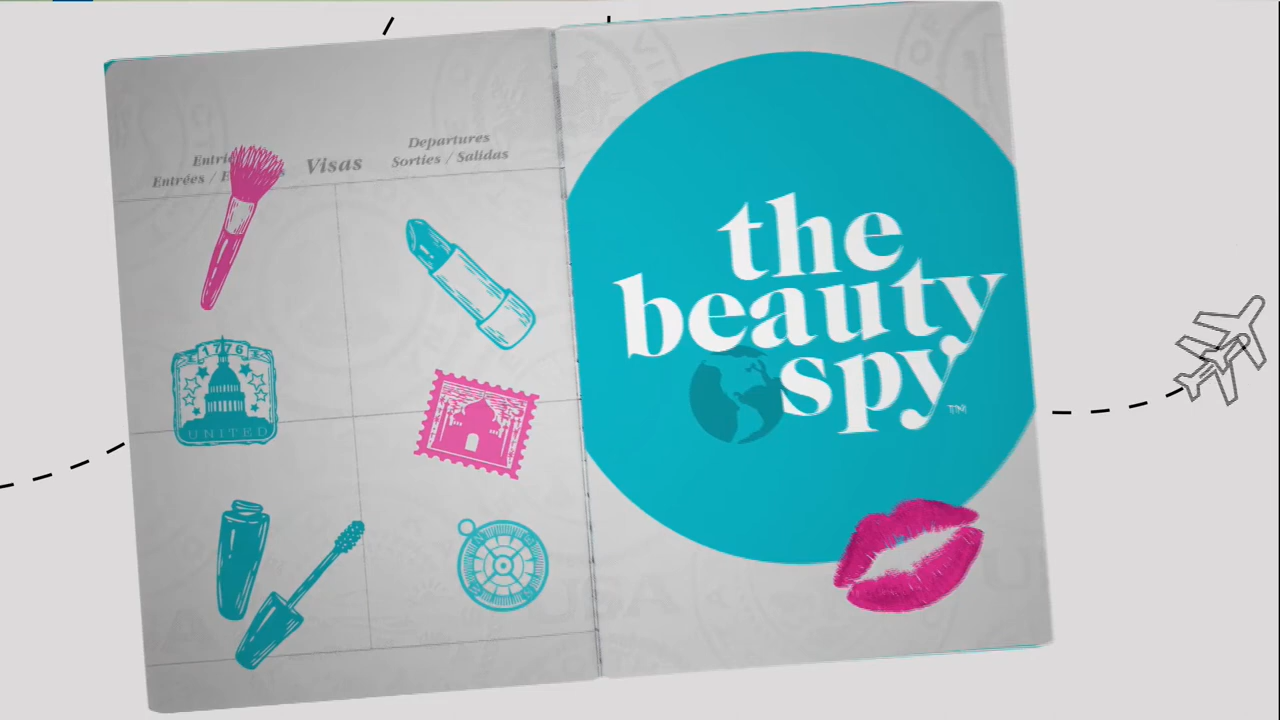 Departures
Visas
Sorties / Salidas
Entrées /
1776
UNITED
the
beauty
spy
TM